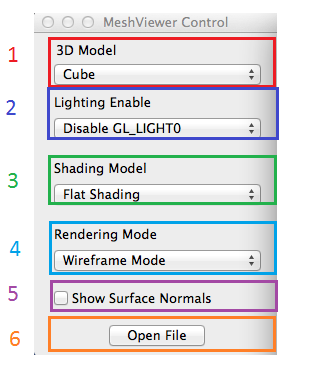 MeshViewer Control
1
3D Model
Cube
2
Lighting Enable
Disable GL_LIGHT0
3
Shading Model
Flat Shading
4
Rendering Mode
Wireframe Mode
5
Show Surface Normals
6
Open File